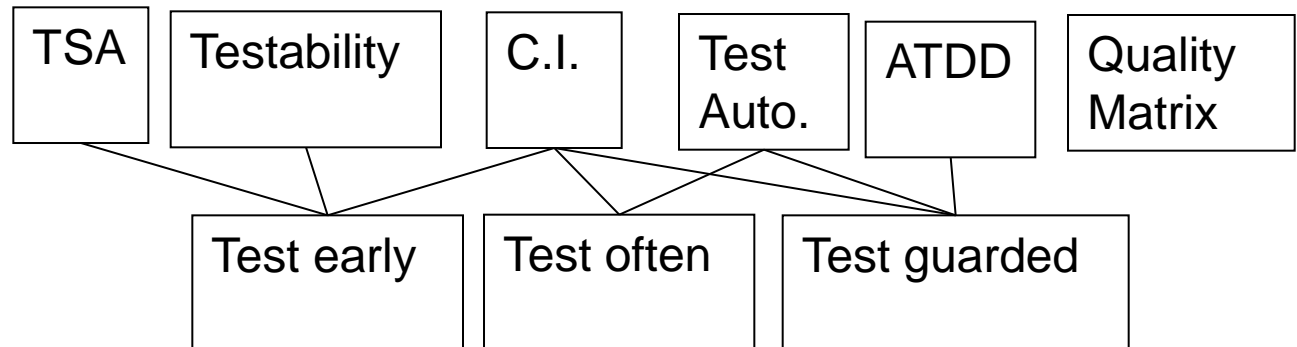 TSA
Testability
C.I.
Test
Auto.
ATDD
Quality
Matrix
Test early
Test often
Test guarded